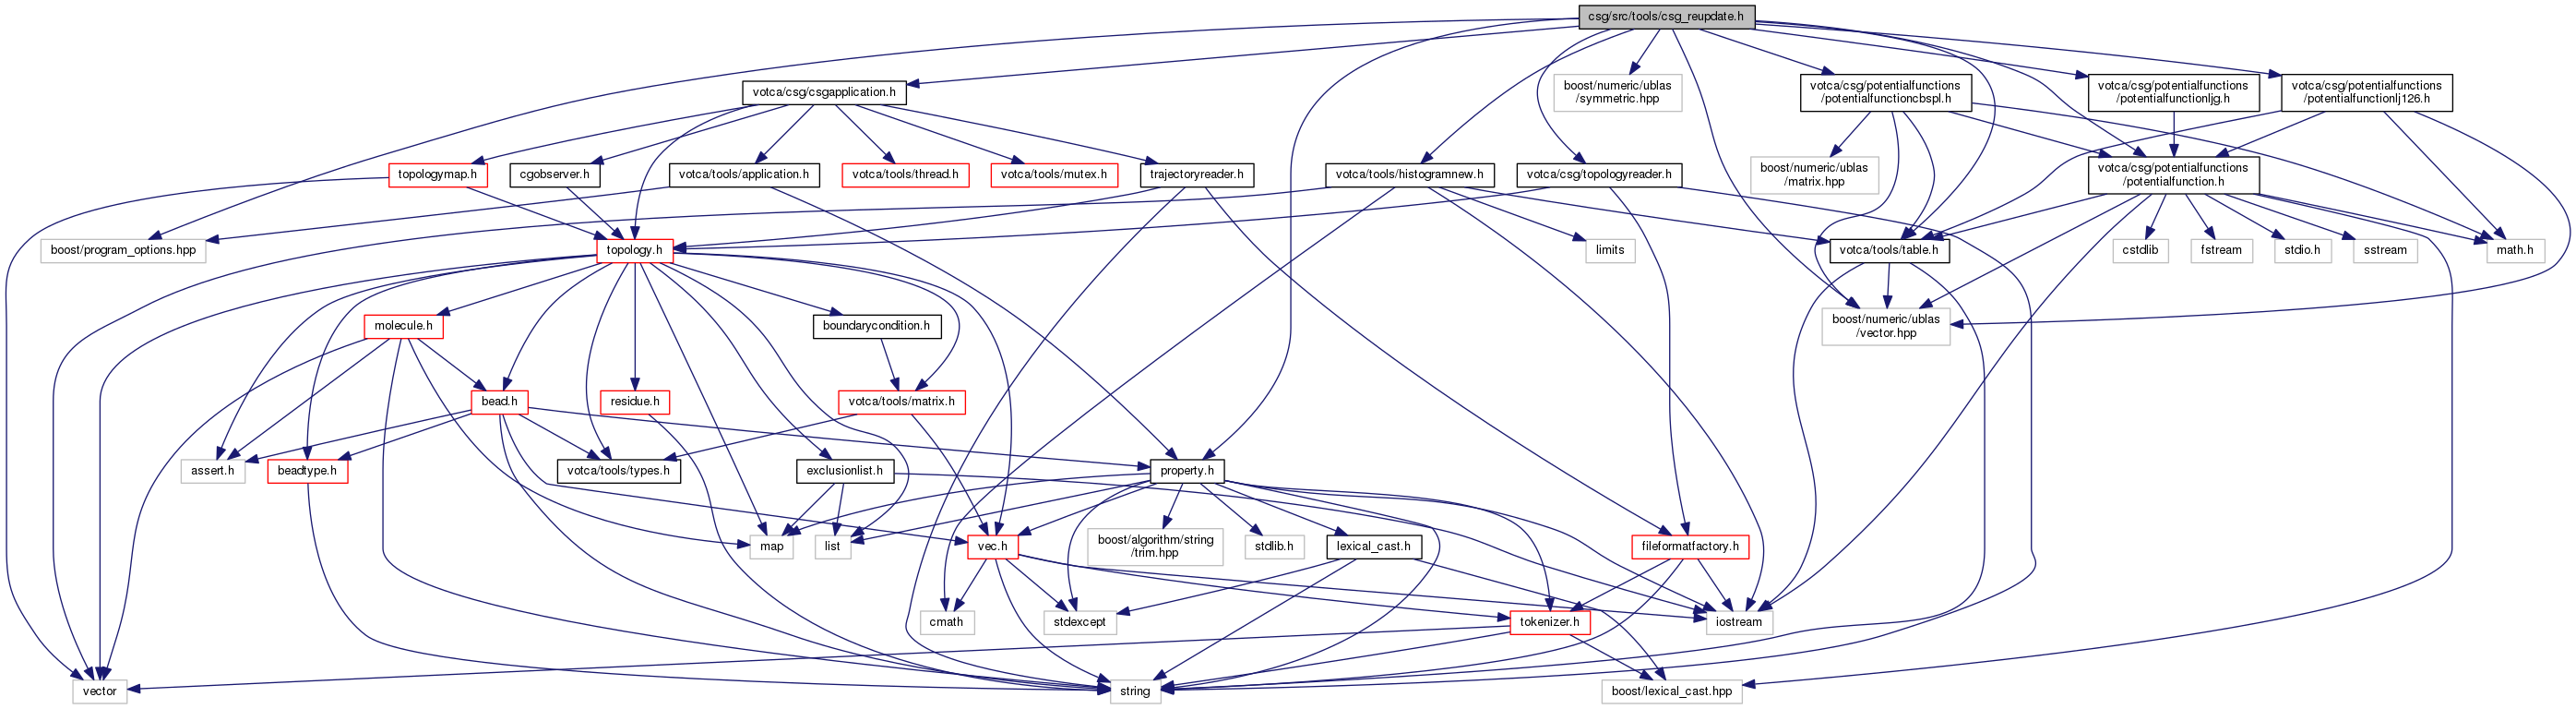 csg/src/tools/csg_reupdate.h
votca/csg/csgapplication.h
boost/numeric/ublas
/symmetric.hpp
votca/csg/potentialfunctions
/potentialfunctioncbspl.h
votca/csg/potentialfunctions
/potentialfunctionljg.h
votca/csg/potentialfunctions
/potentialfunctionlj126.h
topologymap.h
cgobserver.h
votca/tools/application.h
votca/tools/thread.h
votca/tools/mutex.h
trajectoryreader.h
votca/tools/histogramnew.h
votca/csg/topologyreader.h
boost/numeric/ublas
/matrix.hpp
votca/csg/potentialfunctions
/potentialfunction.h
boost/program_options.hpp
topology.h
limits
votca/tools/table.h
cstdlib
fstream
stdio.h
sstream
math.h
molecule.h
boundarycondition.h
boost/numeric/ublas
/vector.hpp
bead.h
residue.h
votca/tools/matrix.h
assert.h
beadtype.h
votca/tools/types.h
exclusionlist.h
property.h
map
list
vec.h
boost/algorithm/string
/trim.hpp
stdlib.h
lexical_cast.h
fileformatfactory.h
cmath
stdexcept
tokenizer.h
iostream
vector
string
boost/lexical_cast.hpp